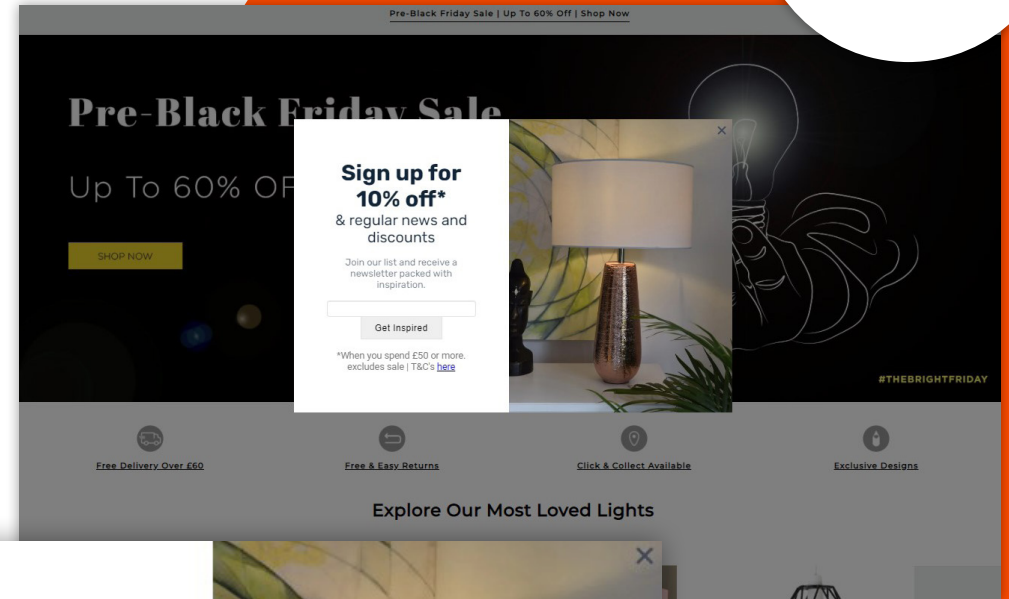 Pre-Black Friday Sale | Up To 60% Off | Shop Now
Pre-Black Friday Sale
Up To 60% OF
SHOP NOW
Sign up for
10% off*
& regular news and
discounts
Join our list and receive a
newsletter packed with
inspiration.
Get Inspired
*When you spend £50 or more.
excludes sale | T&C's here
#THEBRIGHTFRIDAY
Free Delivery Over £60
Free & Easy Returns
Click & Collect Available
Exclusive Designs
Explore Our Most Loved Lights